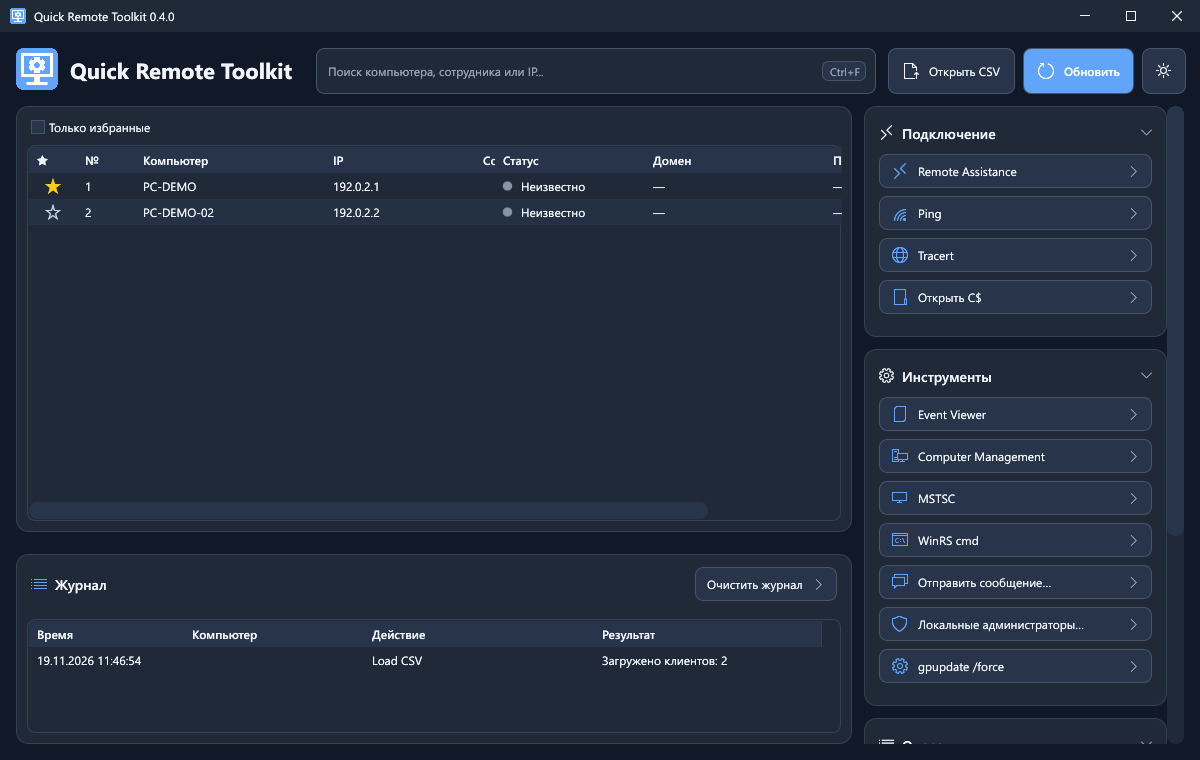 Quick Remote Toolkit 0.4.0
Quick Remote Toolkit
Поиск компьютера, сотрудника или IP...
Ctrl+F
Открыть CSV
Обновить
Только избранные
№ Компьютер IP Сс Статус Домен П
1 PC-DEMO 192.0.2.1 Неизвестно — —
2 PC-DEMO-02 192.0.2.2 Неизвестно — —
Журнал
Очистить журнал
Время Компьютер Действие Результат
19.11.2026 11:46:54 Load CSV Загружено клиентов: 2
Подключение
Remote Assistance
Ping
Tracert
Открыть C$
Инструменты
Event Viewer
Computer Management
MSTSC
WinRS cmd
Отправить сообщение...
Локальные администраторы...
gpupdate /force